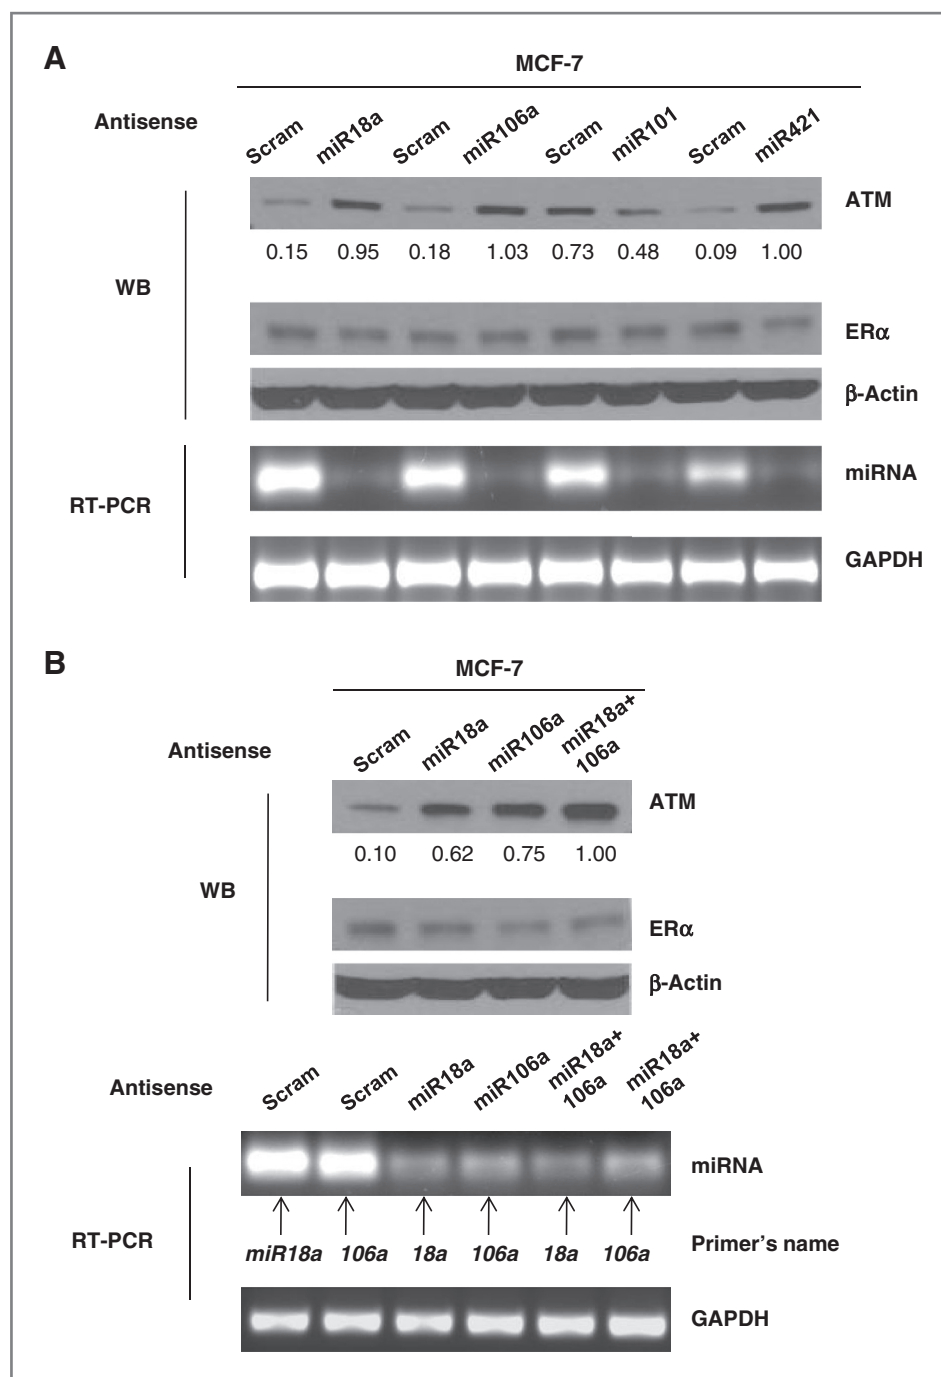 A
MCF-7
Antisense
Scram miR18a Scram miR106a Scram miR101 Scram miR421
ATM
0.15 0.95 0.18 1.03 0.73 0.48 0.09 1.00
WB
ERα
β-Actin
miRNA
RT-PCR
GAPDH
B
MCF-7
Antisense
Scram miR18a miR106a miR18a+
106a
ATM
0.10 0.62 0.75 1.00
WB
ERα
β-Actin
Antisense
Scram Scram miR18a miR106a miR18a+ miR18a+
106a 106a
miRNA
RT-PCR
miR18a 106a 18a 106a 18a 106a Primer's name
GAPDH